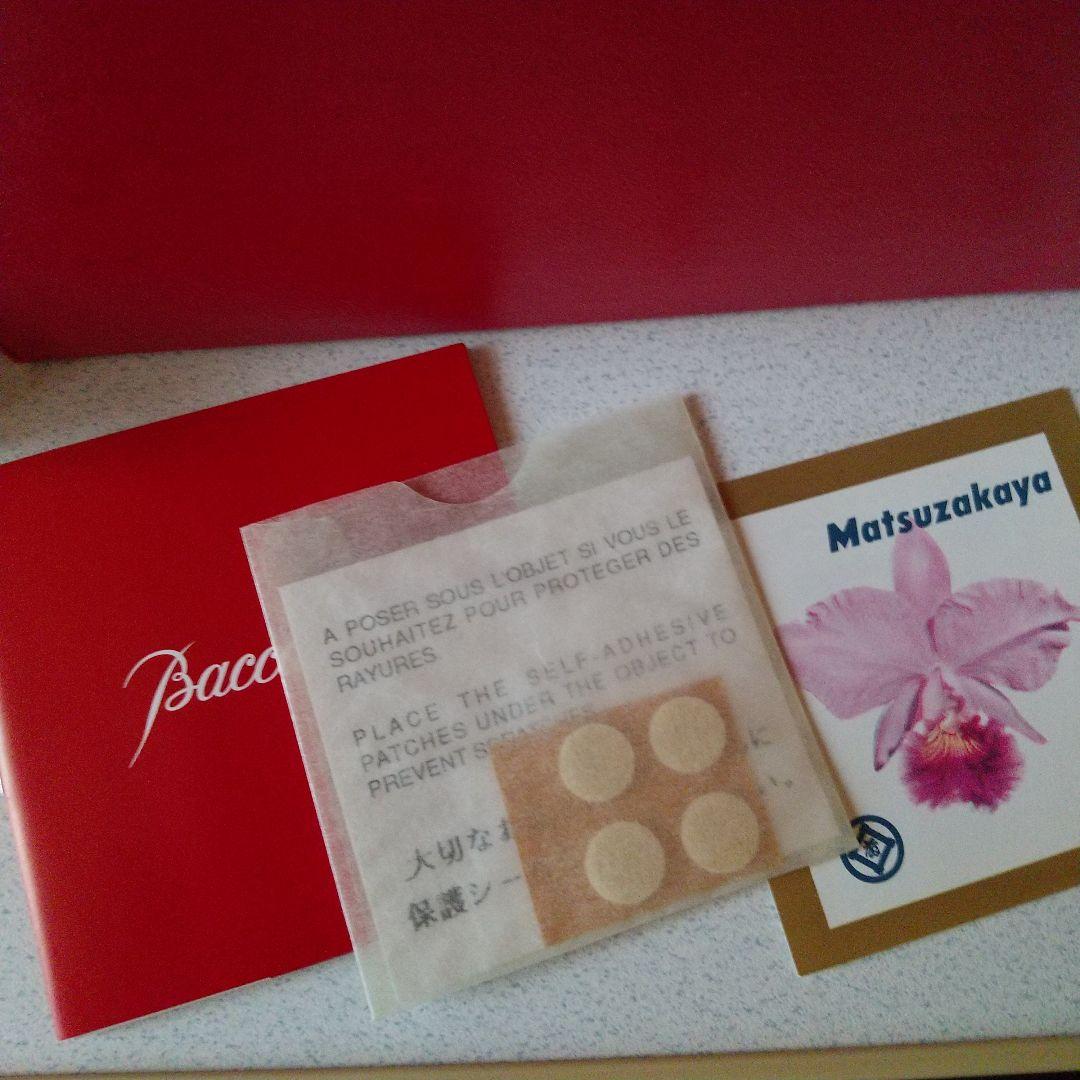 Bacc
A POSER SOUS L'OBJET SI VOUS LE
SOUHAITEZ POUR PROTEGER DES
RAYURES
PLACE THE SELF-ADHESIVE
PATCHES UNDER THE OBJECT TO
PREVENT
大切な
保護シー
Matsuzakaya